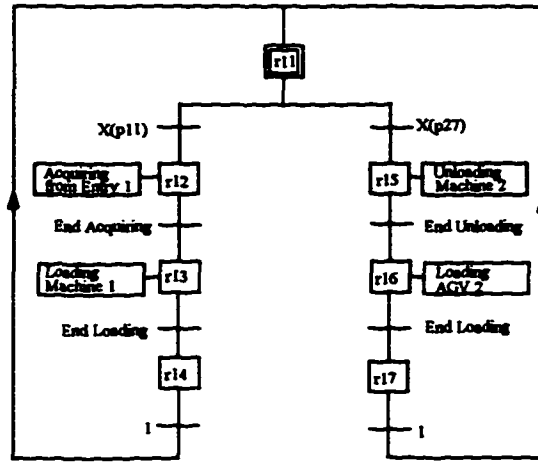 r11
X(p11)
X(p27)
Acquiring
from Entry 1
r12
r15
Unloading
Machine 2
End Acquiring
End Unloading
Loading
Machine 1
r13
r16
Loading
AGV 2
End Loading
End Loading
r14
r17
1
1